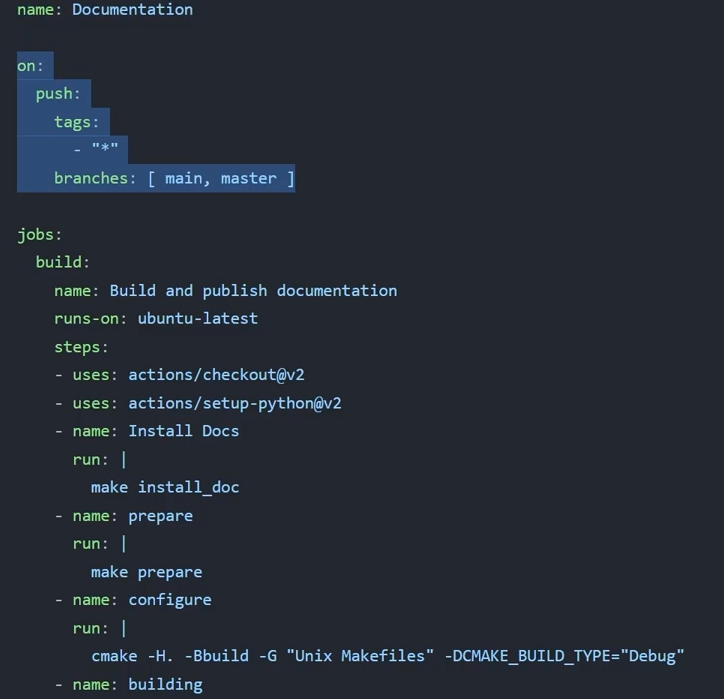 name: Documentation
on:
  push:
    tags:
      - "*"
    branches: [ main, master ]
jobs:
  build:
    name: Build and publish documentation
    runs-on: ubuntu-latest
    steps:
    - uses: actions/checkout@v2
    - uses: actions/setup-python@v2
    - name: Install Docs
      run: |
        make install_doc
    - name: prepare
      run: |
        make prepare
    - name: configure
      run: |
        cmake -H. -Bbuild -G "Unix Makefiles" -DCMAKE_BUILD_TYPE="Debug"
    - name: building